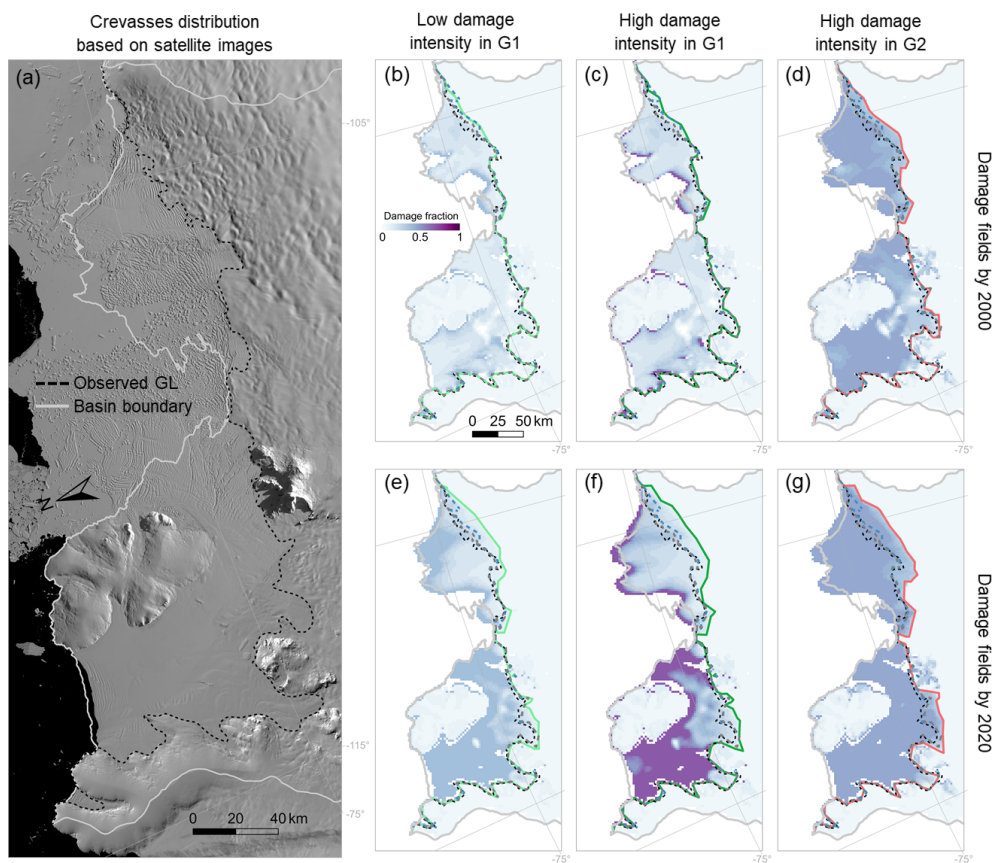 Crevasses distribution
based on satellite images
Low damage
intensity in G1
High damage
intensity in G1
High damage
intensity in G2
(a)
(b)
(c)
(d)
-105°
Damage fraction
0 0.5 1
Damage fields by 2000
Observed GL
Basin boundary
0 25 50 km
-75°
-75°
-75°
N
(e)
(f)
(g)
Damage fields by 2020
-115°
-75°
0 20 40 km
-75°
-75°
-75°